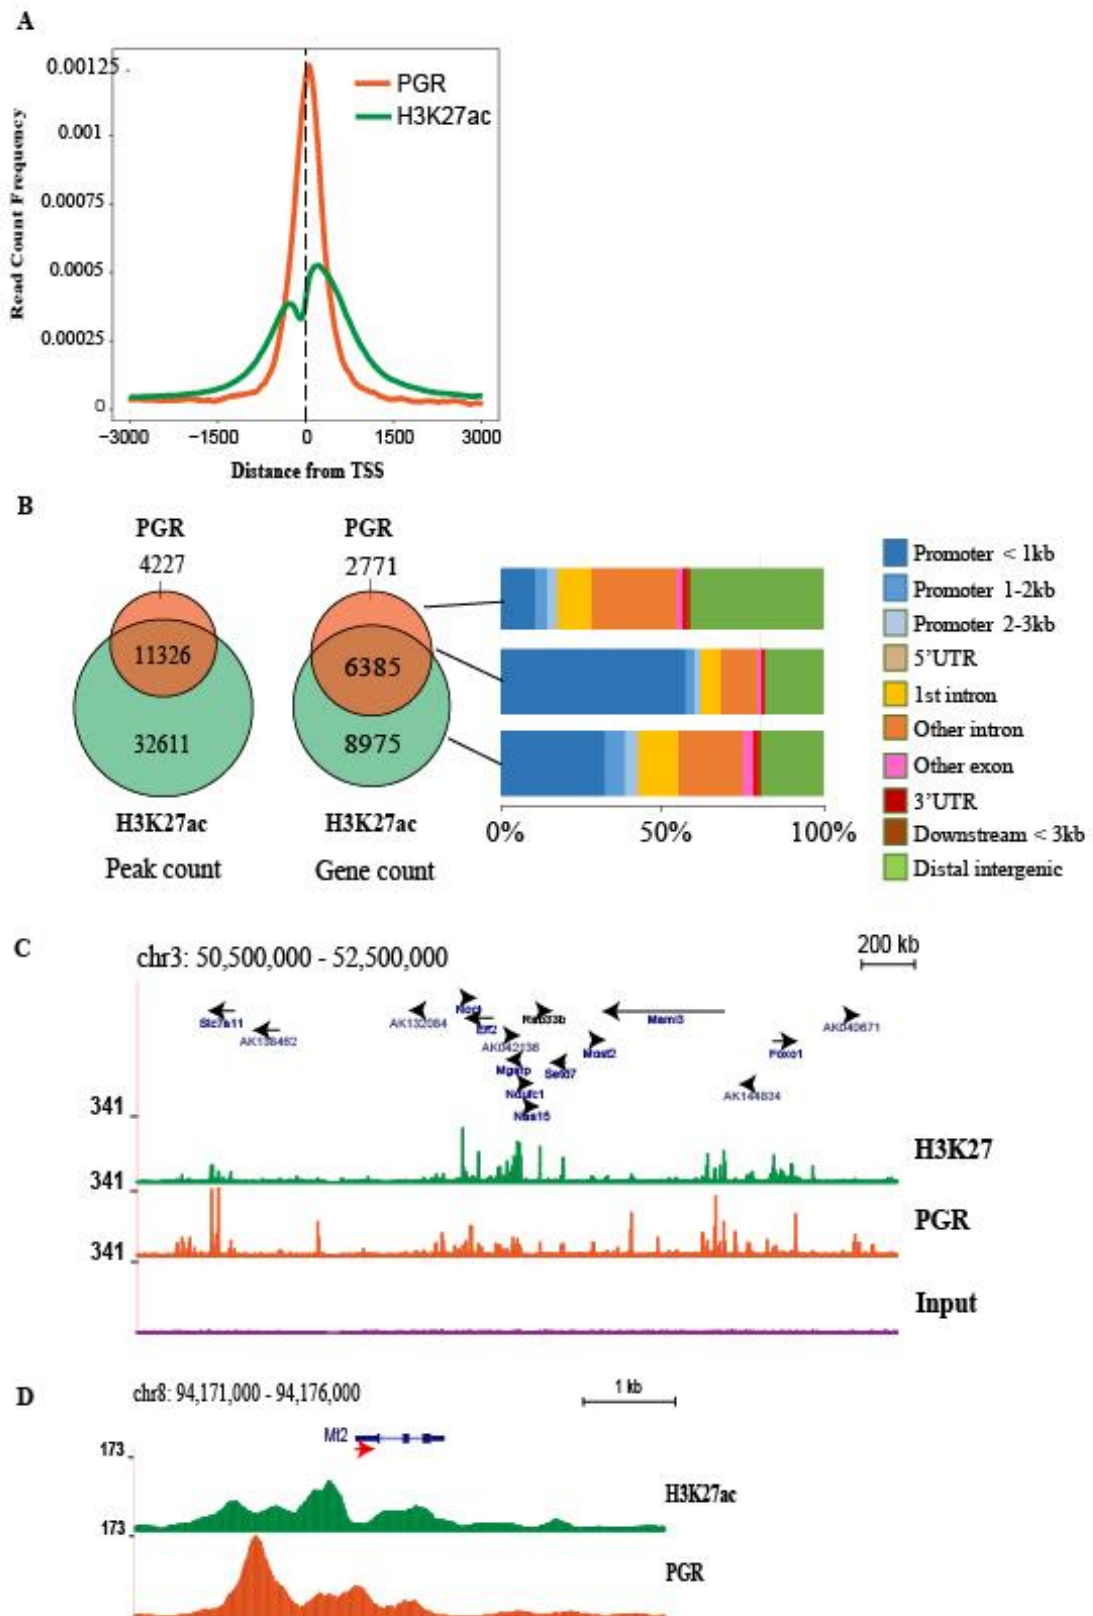 A
0.00125
0.001
0.00075
0.0005
0.00025
0
Read Count Frequency
PGR
H3K27ac
−3000 −1500 0 1500 3000
Distance from TSS
B
PGR
4227
11326
32611
H3K27ac
Peak count
PGR
2771
6385
8975
H3K27ac
Gene count
0% 50% 100%
Promoter < 1kb
Promoter 1-2kb
Promoter 2-3kb
5'UTR
1st intron
Other intron
Other exon
3'UTR
Downstream < 3kb
Distal intergenic
C
chr3: 50,500,000 - 52,500,000
200 kb
Slc7a11
AK138462
AK132084
Elf2
AK042138
Mgarp
Ndufc1
Naa15
Rab33b
Setd7
Mgst2
Maml3
AK144834
Foxo1
AK040671
341
H3K27
341
PGR
341
Input
D
chr8: 94,171,000 - 94,176,000
1 kb
Mt2
173
H3K27ac
173
PGR